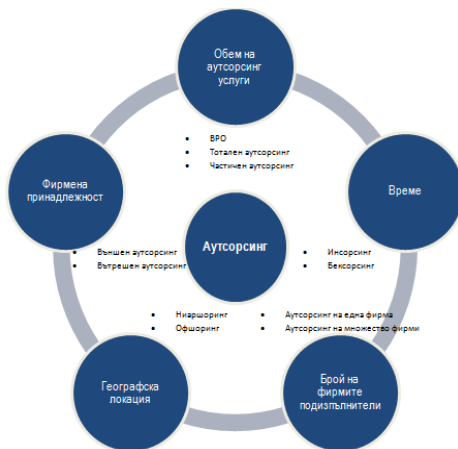 Обем на
аутсорсинг
услуги
• BPO
• Тотален аутсорсинг
• Частичен аутсорсинг
Фирмена
принадлежност
Време
Аутсорсинг
• Външен аутсорсинг
• Вътрешен аутсорсинг
• Инсорсинг
• Бексорсинг
• Ниаршоринг
• Офшоринг
• Аутсорсинг на една фирма
• Аутсорсинг на множество фирми
Географска
локация
Брой на
фирмите
подизпълнители